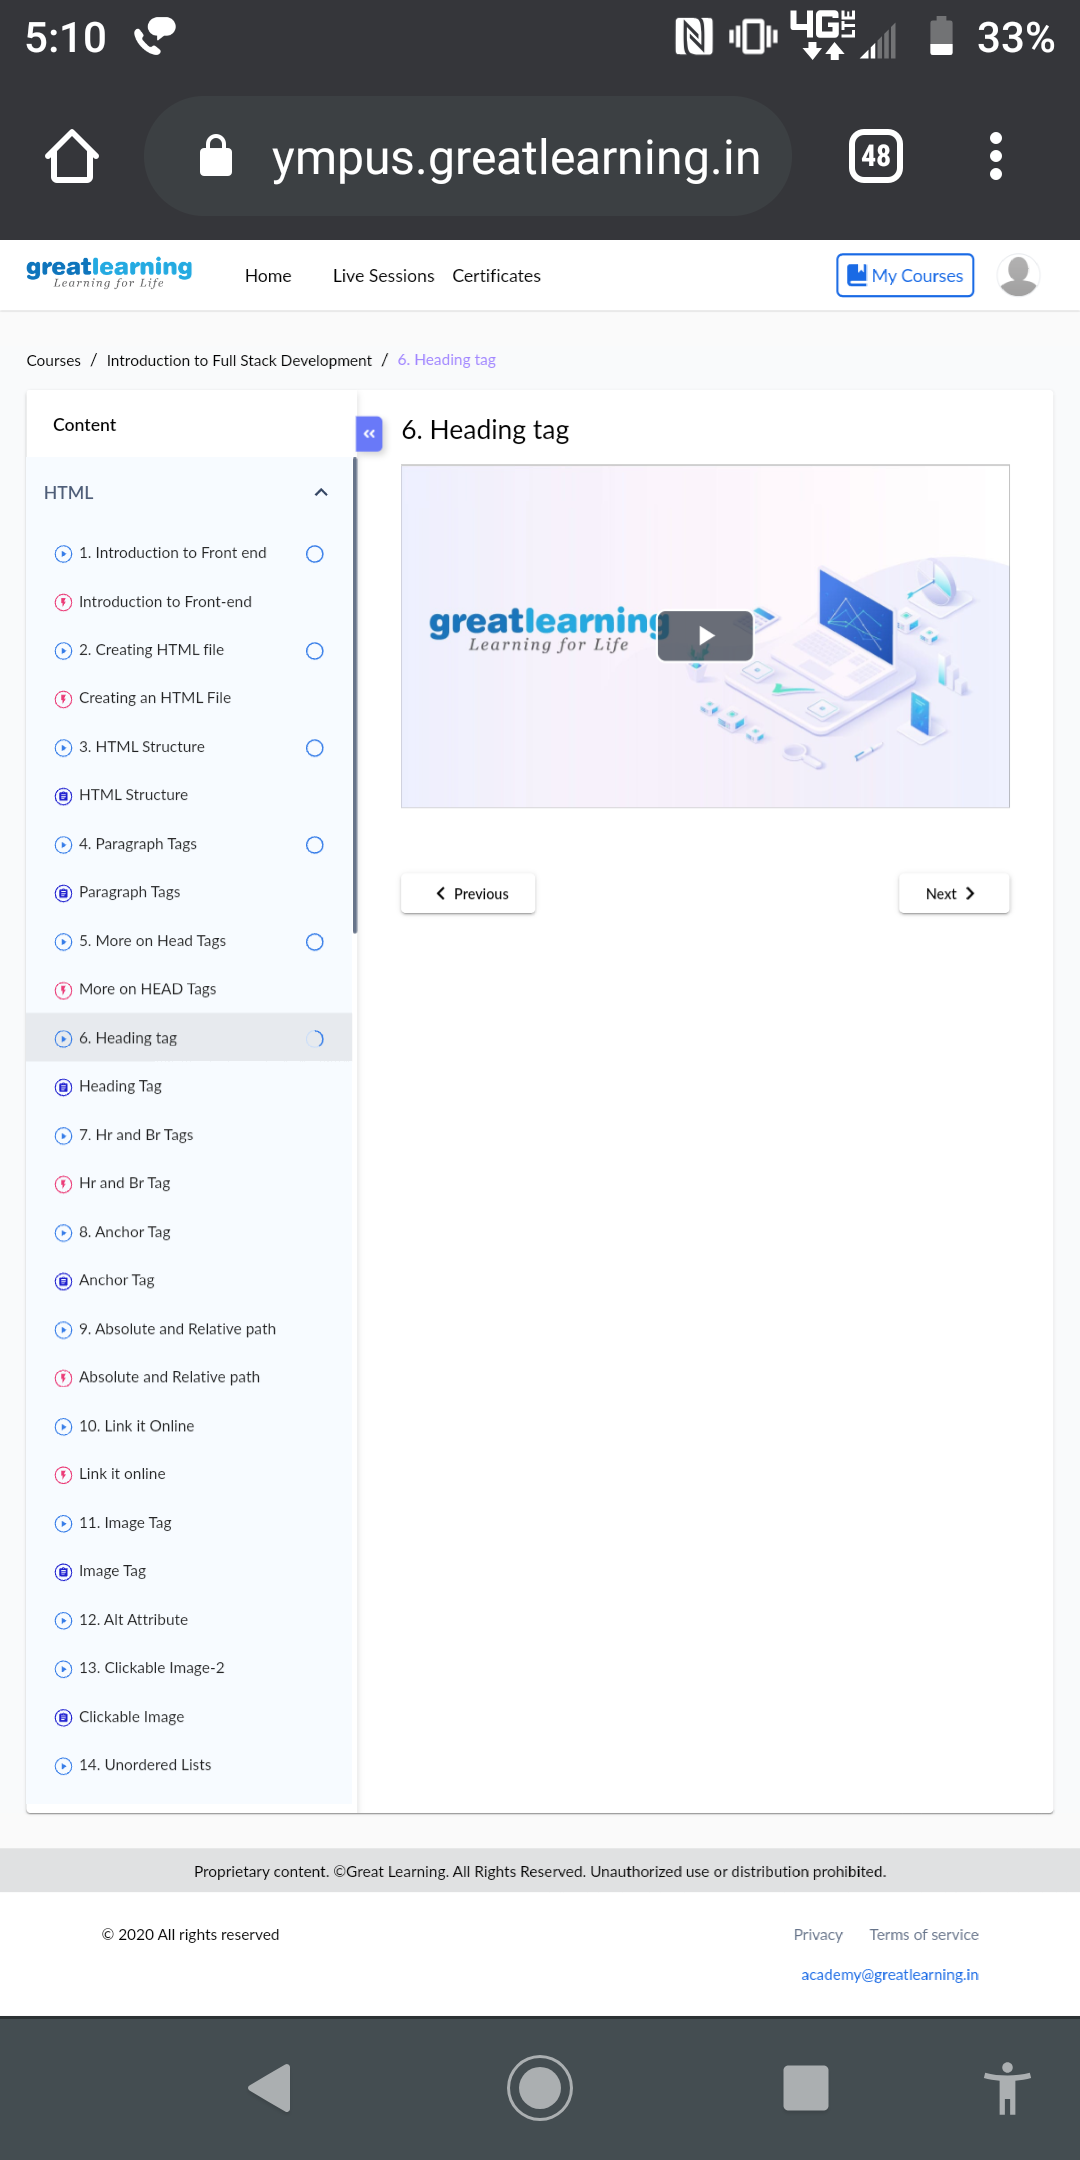 5:10
4G LTE
33%
ympus.greatlearning.in
48
greatlearning
Learning for Life
Home
Live Sessions
Certificates
My Courses
Courses / Introduction to Full Stack Development / 6. Heading tag
Content
HTML
1. Introduction to Front end
Introduction to Front-end
2. Creating HTML file
Creating an HTML File
3. HTML Structure
HTML Structure
4. Paragraph Tags
Paragraph Tags
5. More on Head Tags
More on HEAD Tags
6. Heading tag
Heading Tag
7. Hr and Br Tags
Hr and Br Tag
8. Anchor Tag
Anchor Tag
9. Absolute and Relative path
Absolute and Relative path
10. Link it Online
Link it online
11. Image Tag
Image Tag
12. Alt Attribute
13. Clickable Image-2
Clickable Image
14. Unordered Lists
6. Heading tag
greatlearning
Learning for Life
Previous
Next
Proprietary content. ©Great Learning. All Rights Reserved. Unauthorized use or distribution prohibited.
© 2020 All rights reserved
Privacy
Terms of service
academy@greatlearning.in